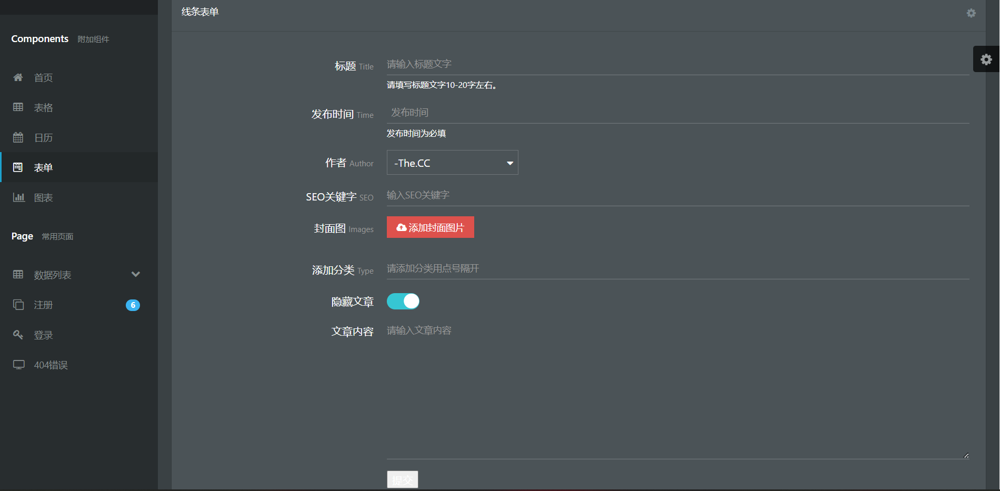 Components 附加组件
首页
表格
日历
表单
图表
Page 常用页面
数据列表
注册 6
登录
404错误
线条表单
标题 Title 请输入标题文字
请填写标题文字10-20字左右。
发布时间 Time 发布时间
发布时间为必填
作者 Author -The.CC
SEO关键字 SEO 输入SEO关键字
封面图 Images 添加封面图片
添加分类 Type 请添加分类用点号隔开
隐藏文章
文章内容 请输入文章内容
提交